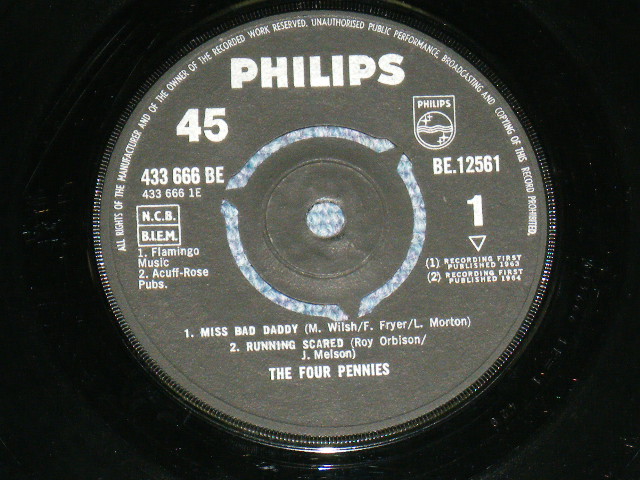 ALL RIGHTS OF THE MANUFACTURER AND OF THE OWNER OF THE RECORDED WORK RESERVED. UNAUTHORISED PUBLIC PERFORMANCE, BROADCASTING AND COPYING OF THIS RECORD PROHIBITED.
PHILIPS
45
PHILIPS
433 666 BE
433 666 1E
BE.12561
N.C.B.
B.I.E.M.
1
1. Flamingo
Music
2. Acuff-Rose
Pubs.
(1) RECORDING FIRST
PUBLISHED 1963
(2) RECORDING FIRST
PUBLISHED 1964
1. MISS BAD DADDY (M. Wilsh/F. Fryer/L. Morton)
2. RUNNING SCARED (Roy Orbison/
J. Melson)
THE FOUR PENNIES